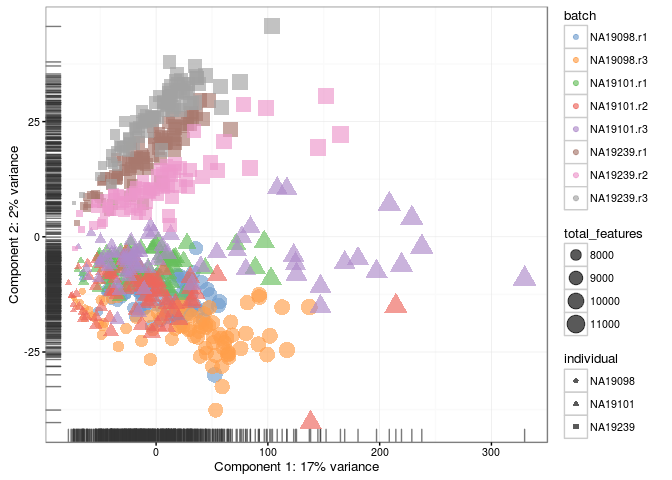 25
0
-25
Component 2: 2% variance
0
100
200
300
Component 1: 17% variance
batch
NA19098.r1
NA19098.r3
NA19101.r1
NA19101.r2
NA19101.r3
NA19239.r1
NA19239.r2
NA19239.r3
total_features
8000
9000
10000
11000
individual
NA19098
NA19101
NA19239